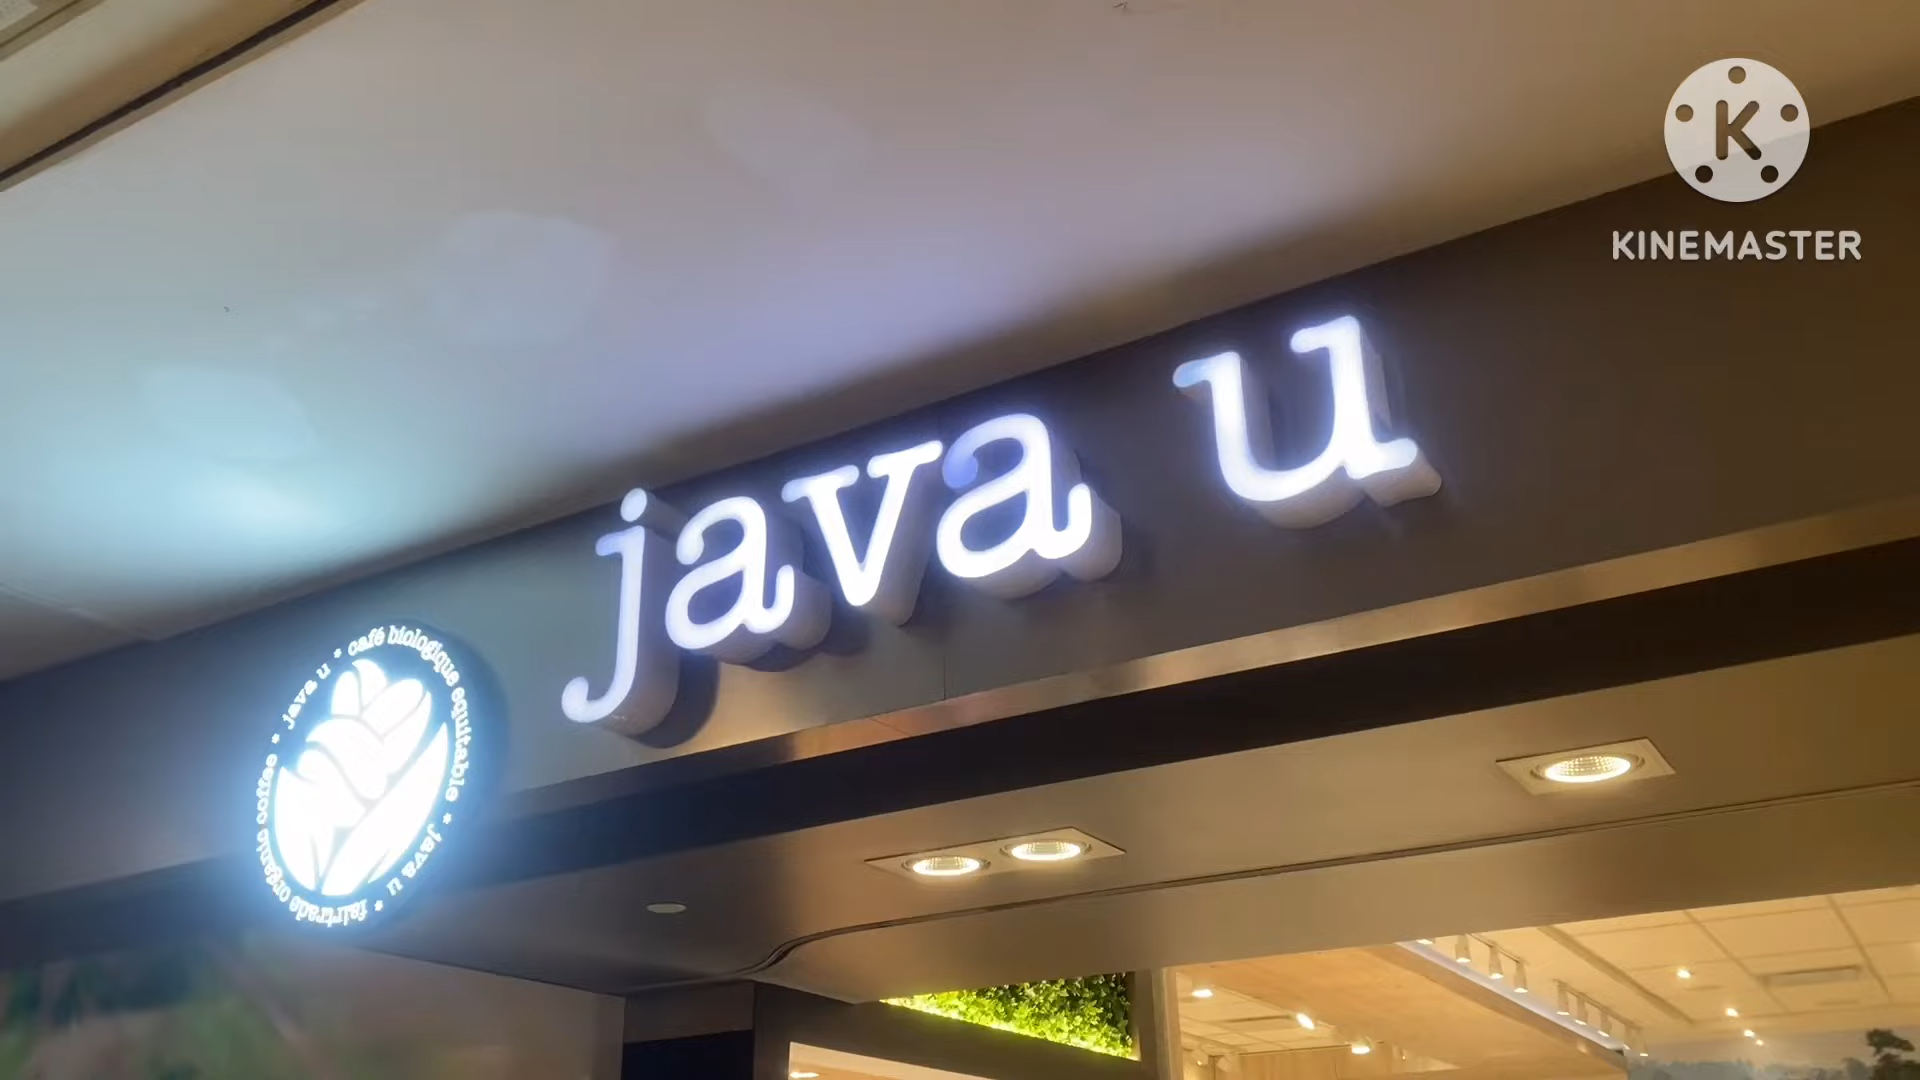 K
KINEMASTER
java u
java u * café biologique équitable * java u * fairtrade organic coffee *